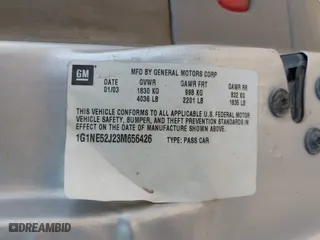 GM
MFD BY GENERAL MOTORS CORP
DATE GVWR GAWR FRT GAWR RR
01/03 1830 KG 998 KG 832 KG
4036 LB 2201 LB 1835 LB
THIS VEHICLE CONFORMS TO ALL APPLICABLE U.S. FEDERAL MOTOR
VEHICLE SAFETY, BUMPER, AND THEFT PREVENTION STANDARDS IN
EFFECT ON THE DATE OF MANUFACTURE SHOWN ABOVE.
1G1NE52J23M656426 TYPE: PASS CAR
DREAMBID